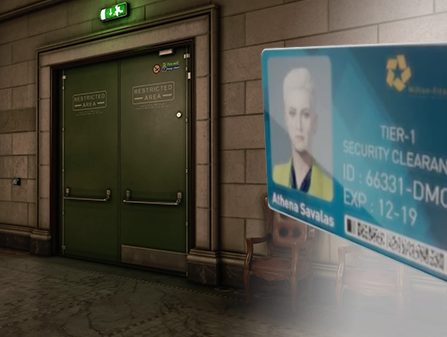 RESTRICTED
AREA
RESTRICTED
AREA
TIER-1
SECURITY CLEARAN
ID : 66331-DMC
EXP : 12-19
Athena Savalas